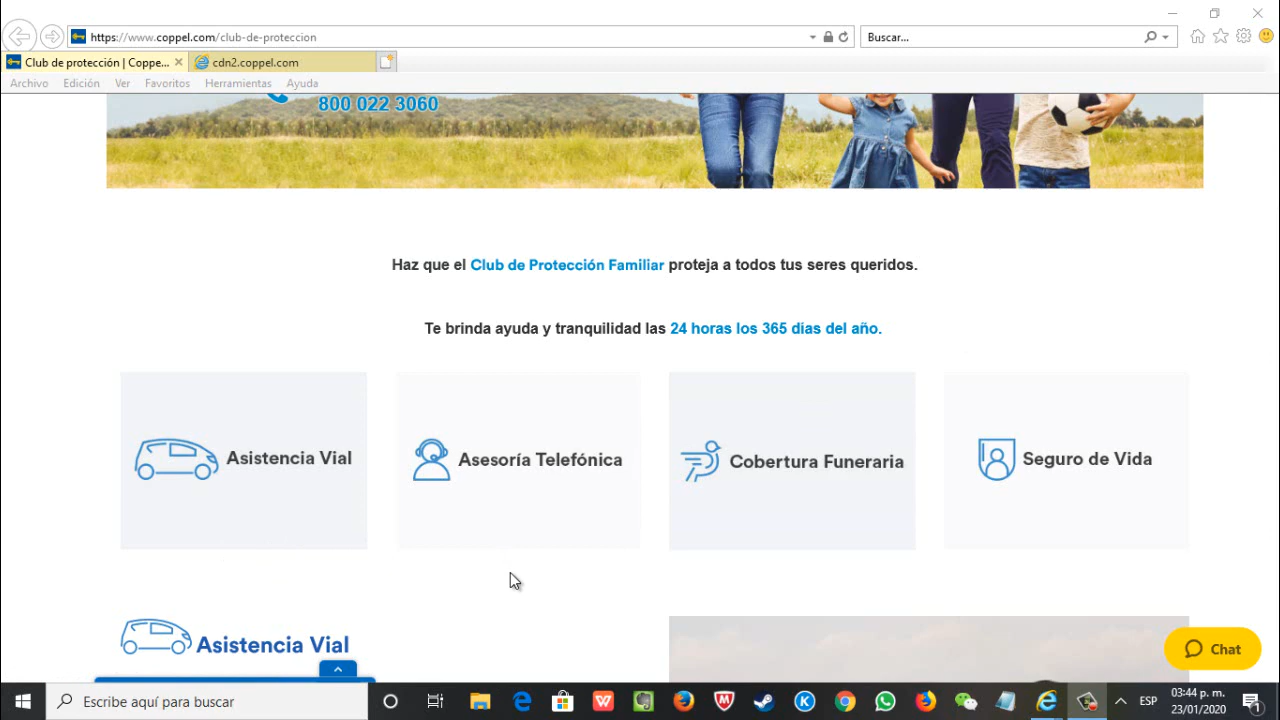 https://www.coppel.com/club-de-proteccion
Buscar...
Club de protección | Coppe...
cdn2.coppel.com
Archivo Edición Ver Favoritos Herramientas Ayuda
800 022 3060
Haz que el Club de Protección Familiar proteja a todos tus seres queridos.
Te brinda ayuda y tranquilidad las 24 horas los 365 días del año.
Asistencia Vial
Asesoría Telefónica
Cobertura Funeraria
Seguro de Vida
Asistencia Vial
Chat
Escribe aquí para buscar
ESP
03:44 p. m.
23/01/2020
1